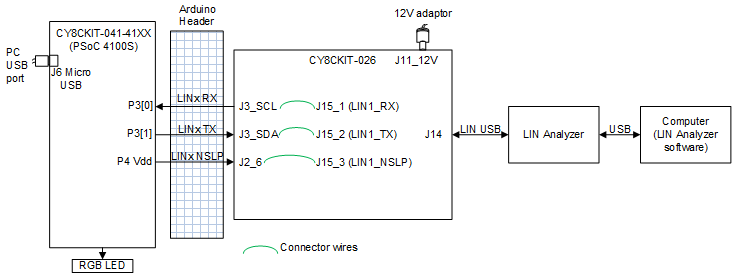 Arduino
Header
12V adaptor
CY8CKIT-041-41XX
(PSoC 4100S)
CY8CKIT-026
J11_12V
PC
USB
port
J6 Micro
USB
P3[0]
LINx RX
J3_SCL
J15_1 (LIN1_RX)
P3[1]
LINx TX
J3_SDA
J15_2 (LIN1_TX)
J14
LIN USB
LIN Analyzer
USB
Computer
(LIN Analyzer
software)
P4 Vdd
LINx NSLP
J2_6
J15_3 (LIN1_NSLP)
Connector wires
RGB LED